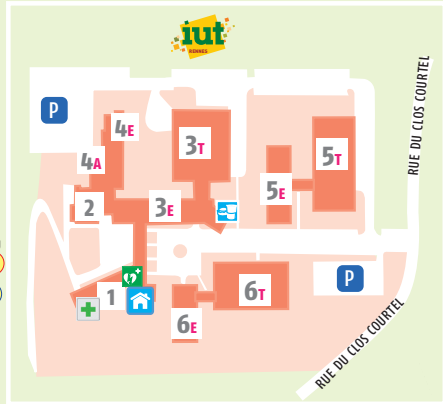 iut
RENNES
P
4E
3T
5T
4A
5E
2
3E
1
6T
P
6E
RUE DU CLOS COURTEL
RUE DU CLOS COURTEL